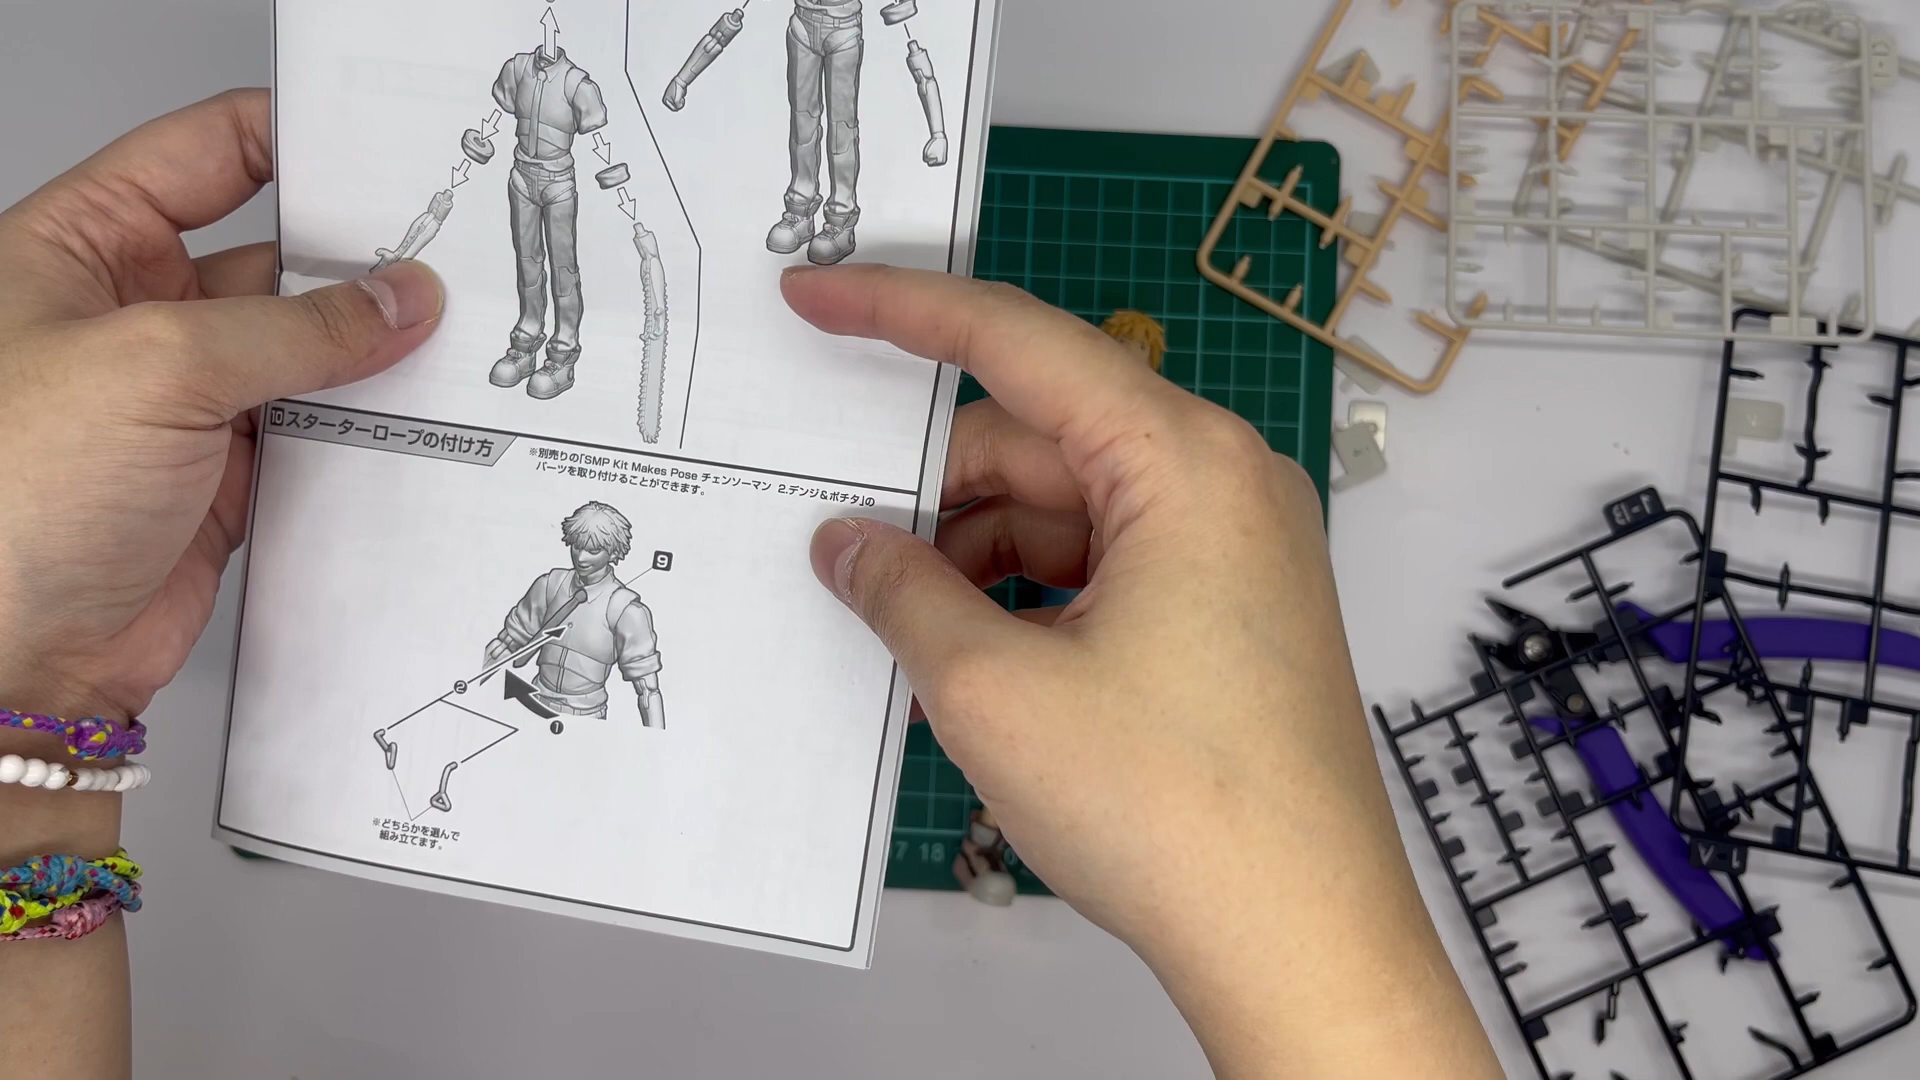 10 スターターロープの付け方
※別売りの「SMP Kit Makes Pose チェンソーマン 2.デンジ&ポチタ」の
パーツを取り付けることができます。
9
2
1
※どちらかを選んで
組み立てます。
17 18
1-B
1-A